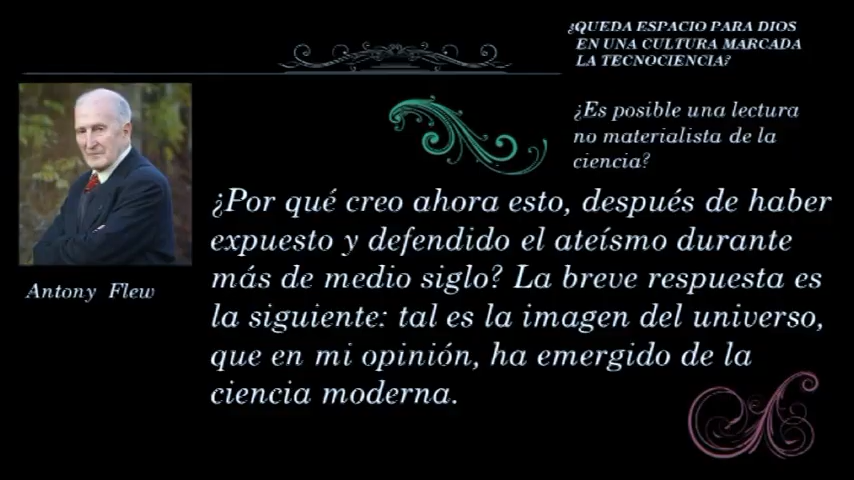 ¿QUEDA ESPACIO PARA DIOS
EN UNA CULTURA MARCADA
LA TECNOCIENCIA?
¿Es posible una lectura
no materialista de la
ciencia?
¿Por qué creo ahora esto, después de haber
expuesto y defendido el ateísmo durante
más de medio siglo? La breve respuesta es
la siguiente: tal es la imagen del universo,
que en mi opinión, ha emergido de la
ciencia moderna.
Antony Flew